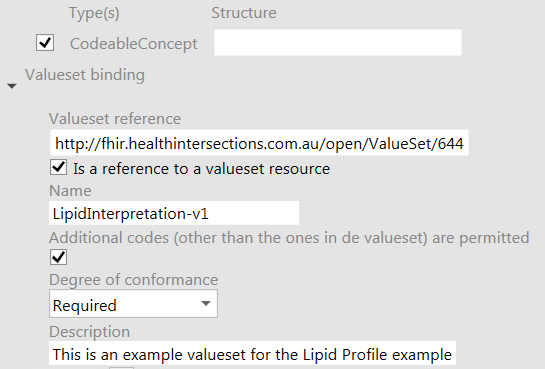 Type(s) Structure
CodeableConcept
Valueset binding
Valueset reference
http://fhir.healthintersections.com.au/open/ValueSet/644
Is a reference to a valueset resource
Name
LipidInterpretation-v1
Additional codes (other than the ones in de valueset) are permitted
Degree of conformance
Required
Description
This is an example valueset for the Lipid Profile example